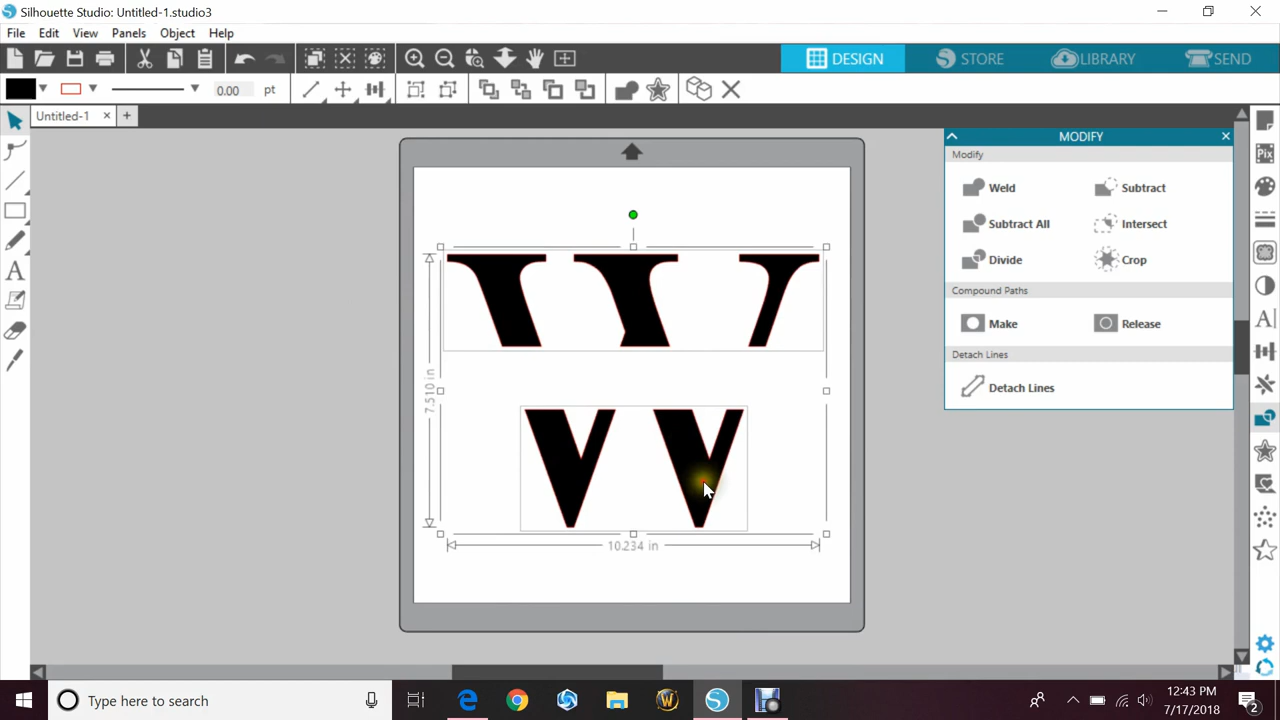 Silhouette Studio: Untitled-1.studio3
File Edit View Panels Object Help
DESIGN STORE LIBRARY SEND
0.00 pt
Untitled-1 × +
MODIFY
Modify
Weld Subtract
Subtract All Intersect
Divide Crop
Compound Paths
Make Release
Detach Lines
Detach Lines
Pix
A
A
7.510 in
10.234 in
Type here to search
12:43 PM
7/17/2018
2